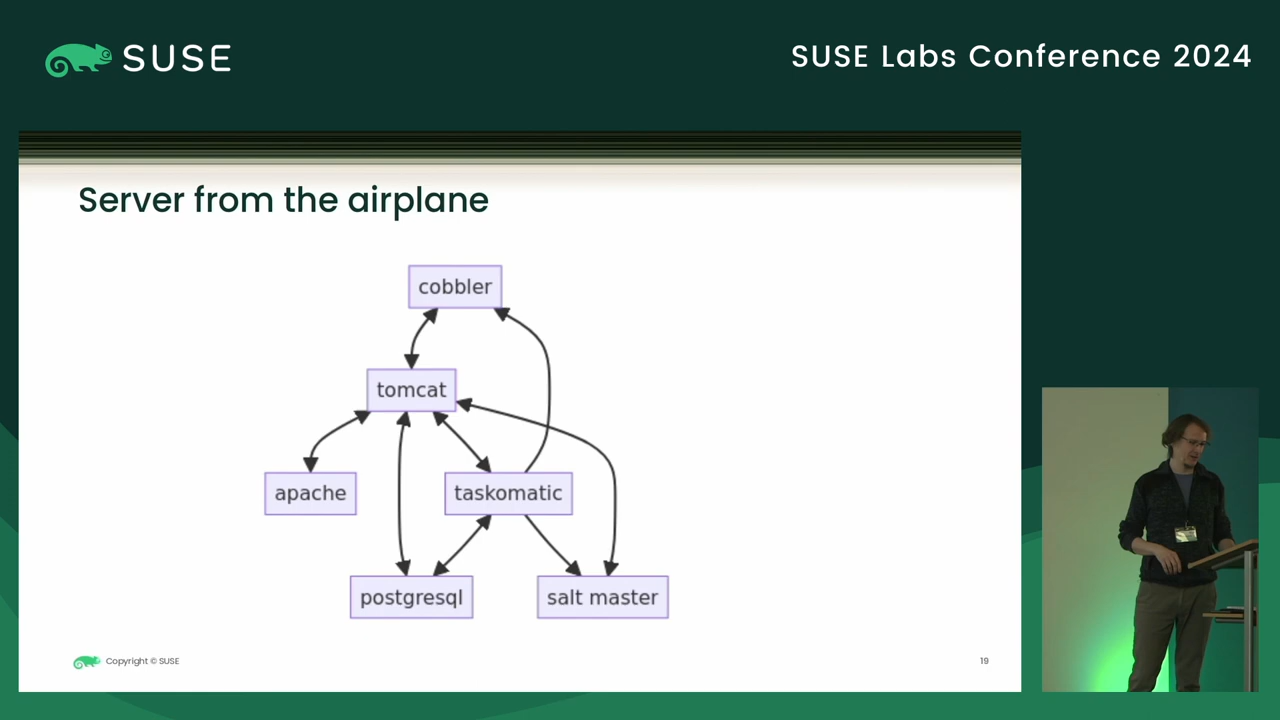 SUSE
SUSE Labs Conference 2024
Server from the airplane
cobbler
tomcat
apache
taskomatic
postgresql
salt master
Copyright © SUSE
19